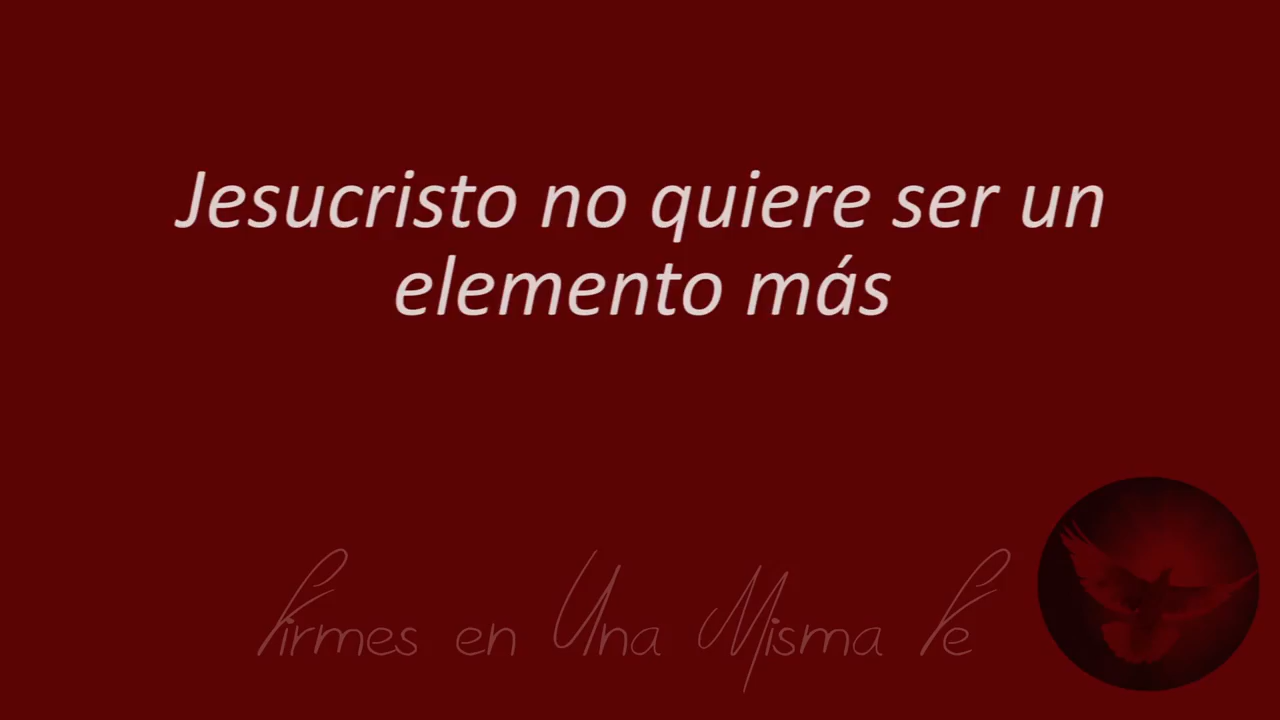 Jesucristo no quiere ser un
elemento más
Firmes en Una Misma Fe